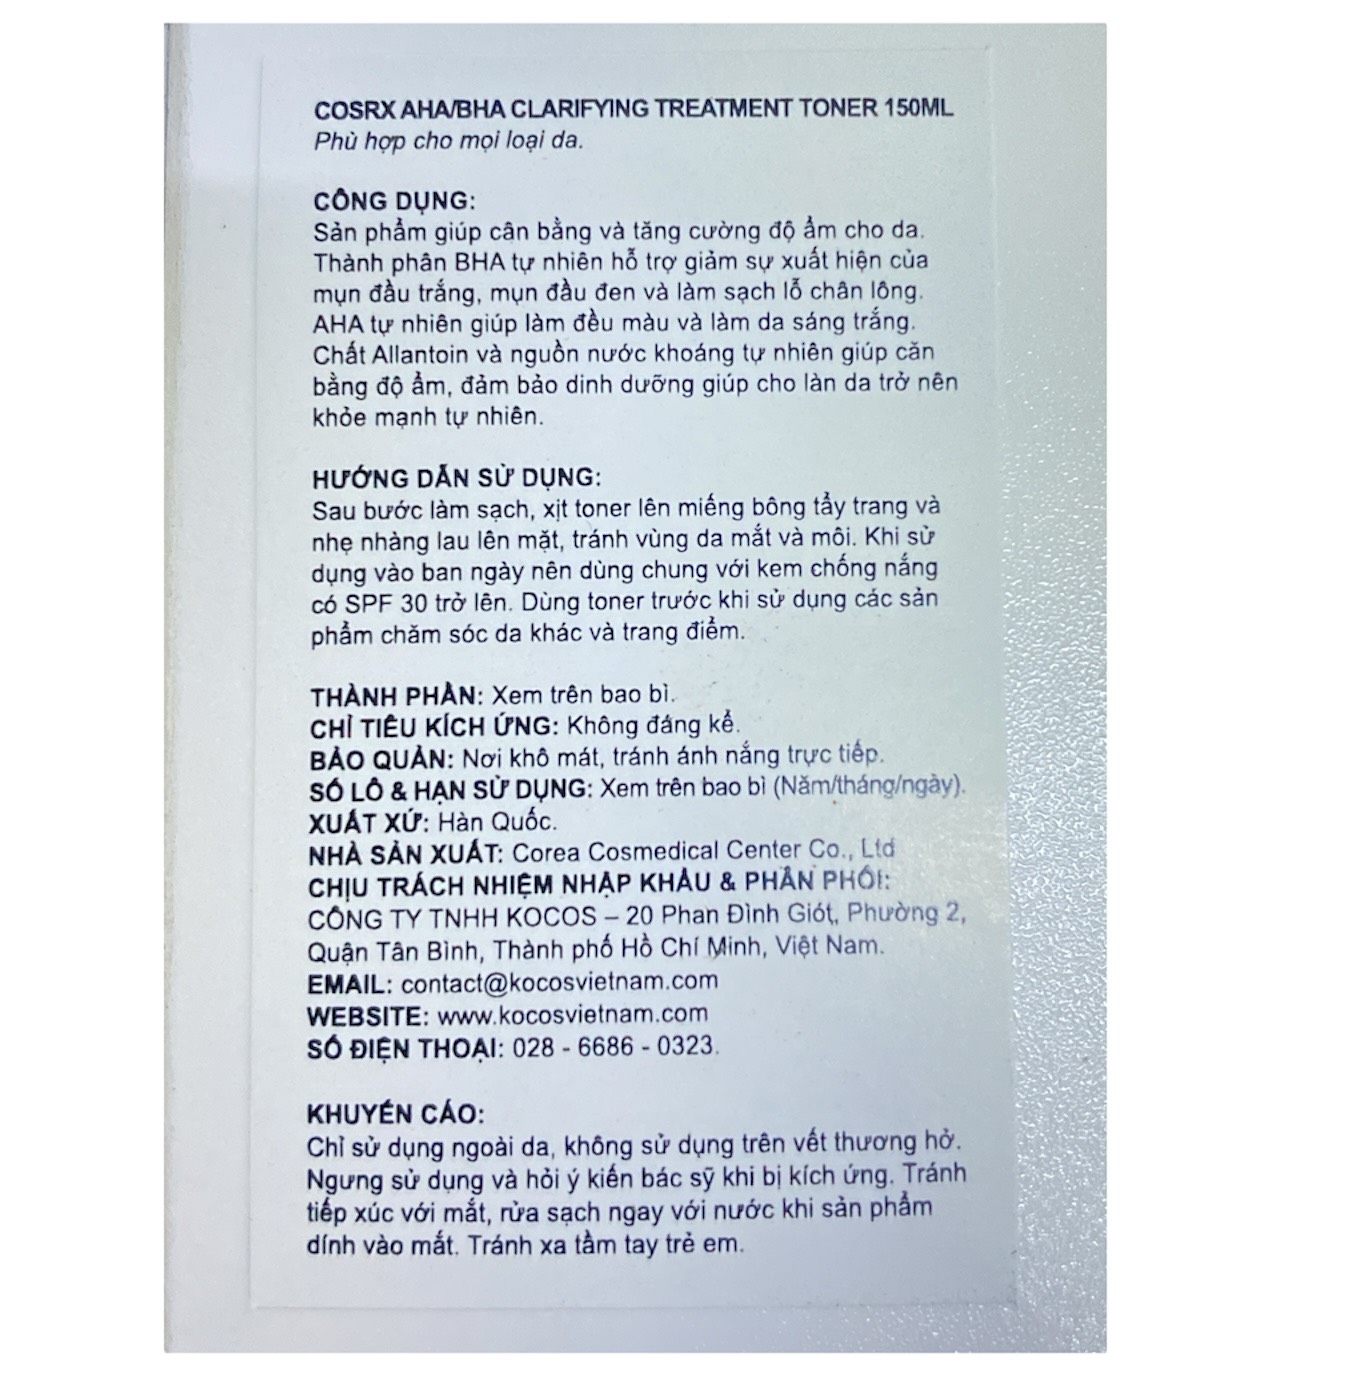 COSRX AHA/BHA CLARIFYING TREATMENT TONER 150ML
Phù hợp cho mọi loại da.
CÔNG DỤNG:
Sản phẩm giúp cân bằng và tăng cường độ ẩm cho da.
Thành phân BHA tự nhiên hỗ trợ giảm sự xuất hiện của
mụn đầu trắng, mụn đầu đen và làm sạch lỗ chân lông.
AHA tự nhiên giúp làm đều màu và làm da sáng trắng.
Chất Allantoin và nguồn nước khoáng tự nhiên giúp căn
bằng độ ẩm, đảm bảo dinh dưỡng giúp cho làn da trở nên
khỏe mạnh tự nhiên.
HƯỚNG DẪN SỬ DỤNG:
Sau bước làm sạch, xịt toner lên miếng bông tẩy trang và
nhẹ nhàng lau lên mặt, tránh vùng da mắt và môi. Khi sử
dụng vào ban ngày nên dùng chung với kem chống nắng
có SPF 30 trở lên. Dùng toner trước khi sử dụng các sản
phẩm chăm sóc da khác và trang điểm.
THÀNH PHẦN: Xem trên bao bì.
CHỈ TIÊU KÍCH ỨNG: Không đáng kể.
BẢO QUẢN: Nơi khô mát, tránh ánh nắng trực tiếp.
SỐ LÔ & HẠN SỬ DỤNG: Xem trên bao bì (Năm/tháng/ngày).
XUẤT XỨ: Hàn Quốc.
NHÀ SẢN XUẤT: Corea Cosmedical Center Co., Ltd
CHỊU TRÁCH NHIỆM NHẬP KHẨU & PHÂN PHỐI:
CÔNG TY TNHH KOCOS – 20 Phan Đình Giót, Phường 2,
Quận Tân Bình, Thành phố Hồ Chí Minh, Việt Nam.
EMAIL: contact@kocosvietnam.com
WEBSITE: www.kocosvietnam.com
SỐ ĐIỆN THOẠI: 028 - 6686 - 0323.
KHUYẾN CÁO:
Chỉ sử dụng ngoài da, không sử dụng trên vết thương hở.
Ngưng sử dụng và hỏi ý kiến bác sỹ khi bị kích ứng. Tránh
tiếp xúc với mắt, rửa sạch ngay với nước khi sản phẩm
dính vào mắt. Tránh xa tầm tay trẻ em.